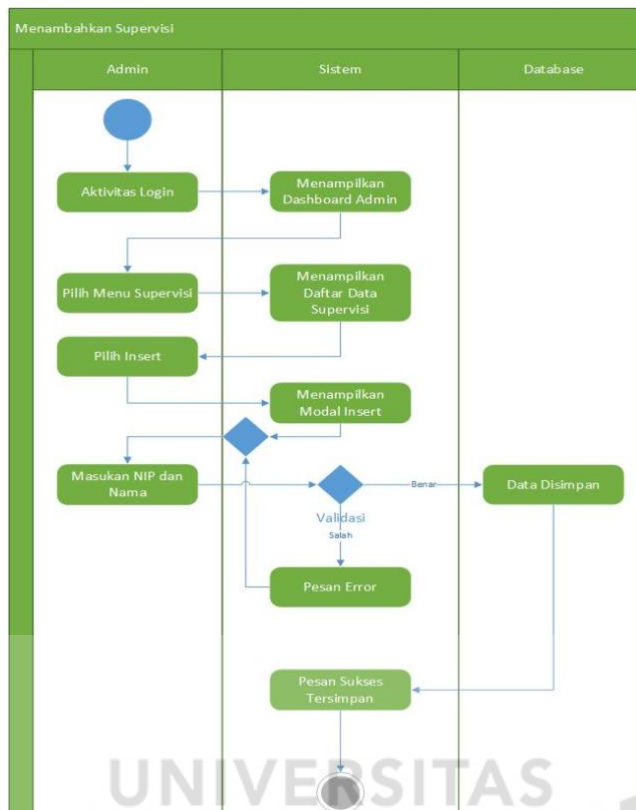 Menambahkan Supervisi
Admin
Sistem
Database
Aktivitas Login
Menampilkan
Dashboard Admin
Pilih Menu Supervisi
Menampilkan
Daftar Data
Supervisi
Pilih Insert
Menampilkan
Modal Insert
Masukan NIP dan
Nama
Validasi
Benar
Data Disimpan
Salah
Pesan Error
Pesan Sukses
Tersimpan
UNIVERSITAS